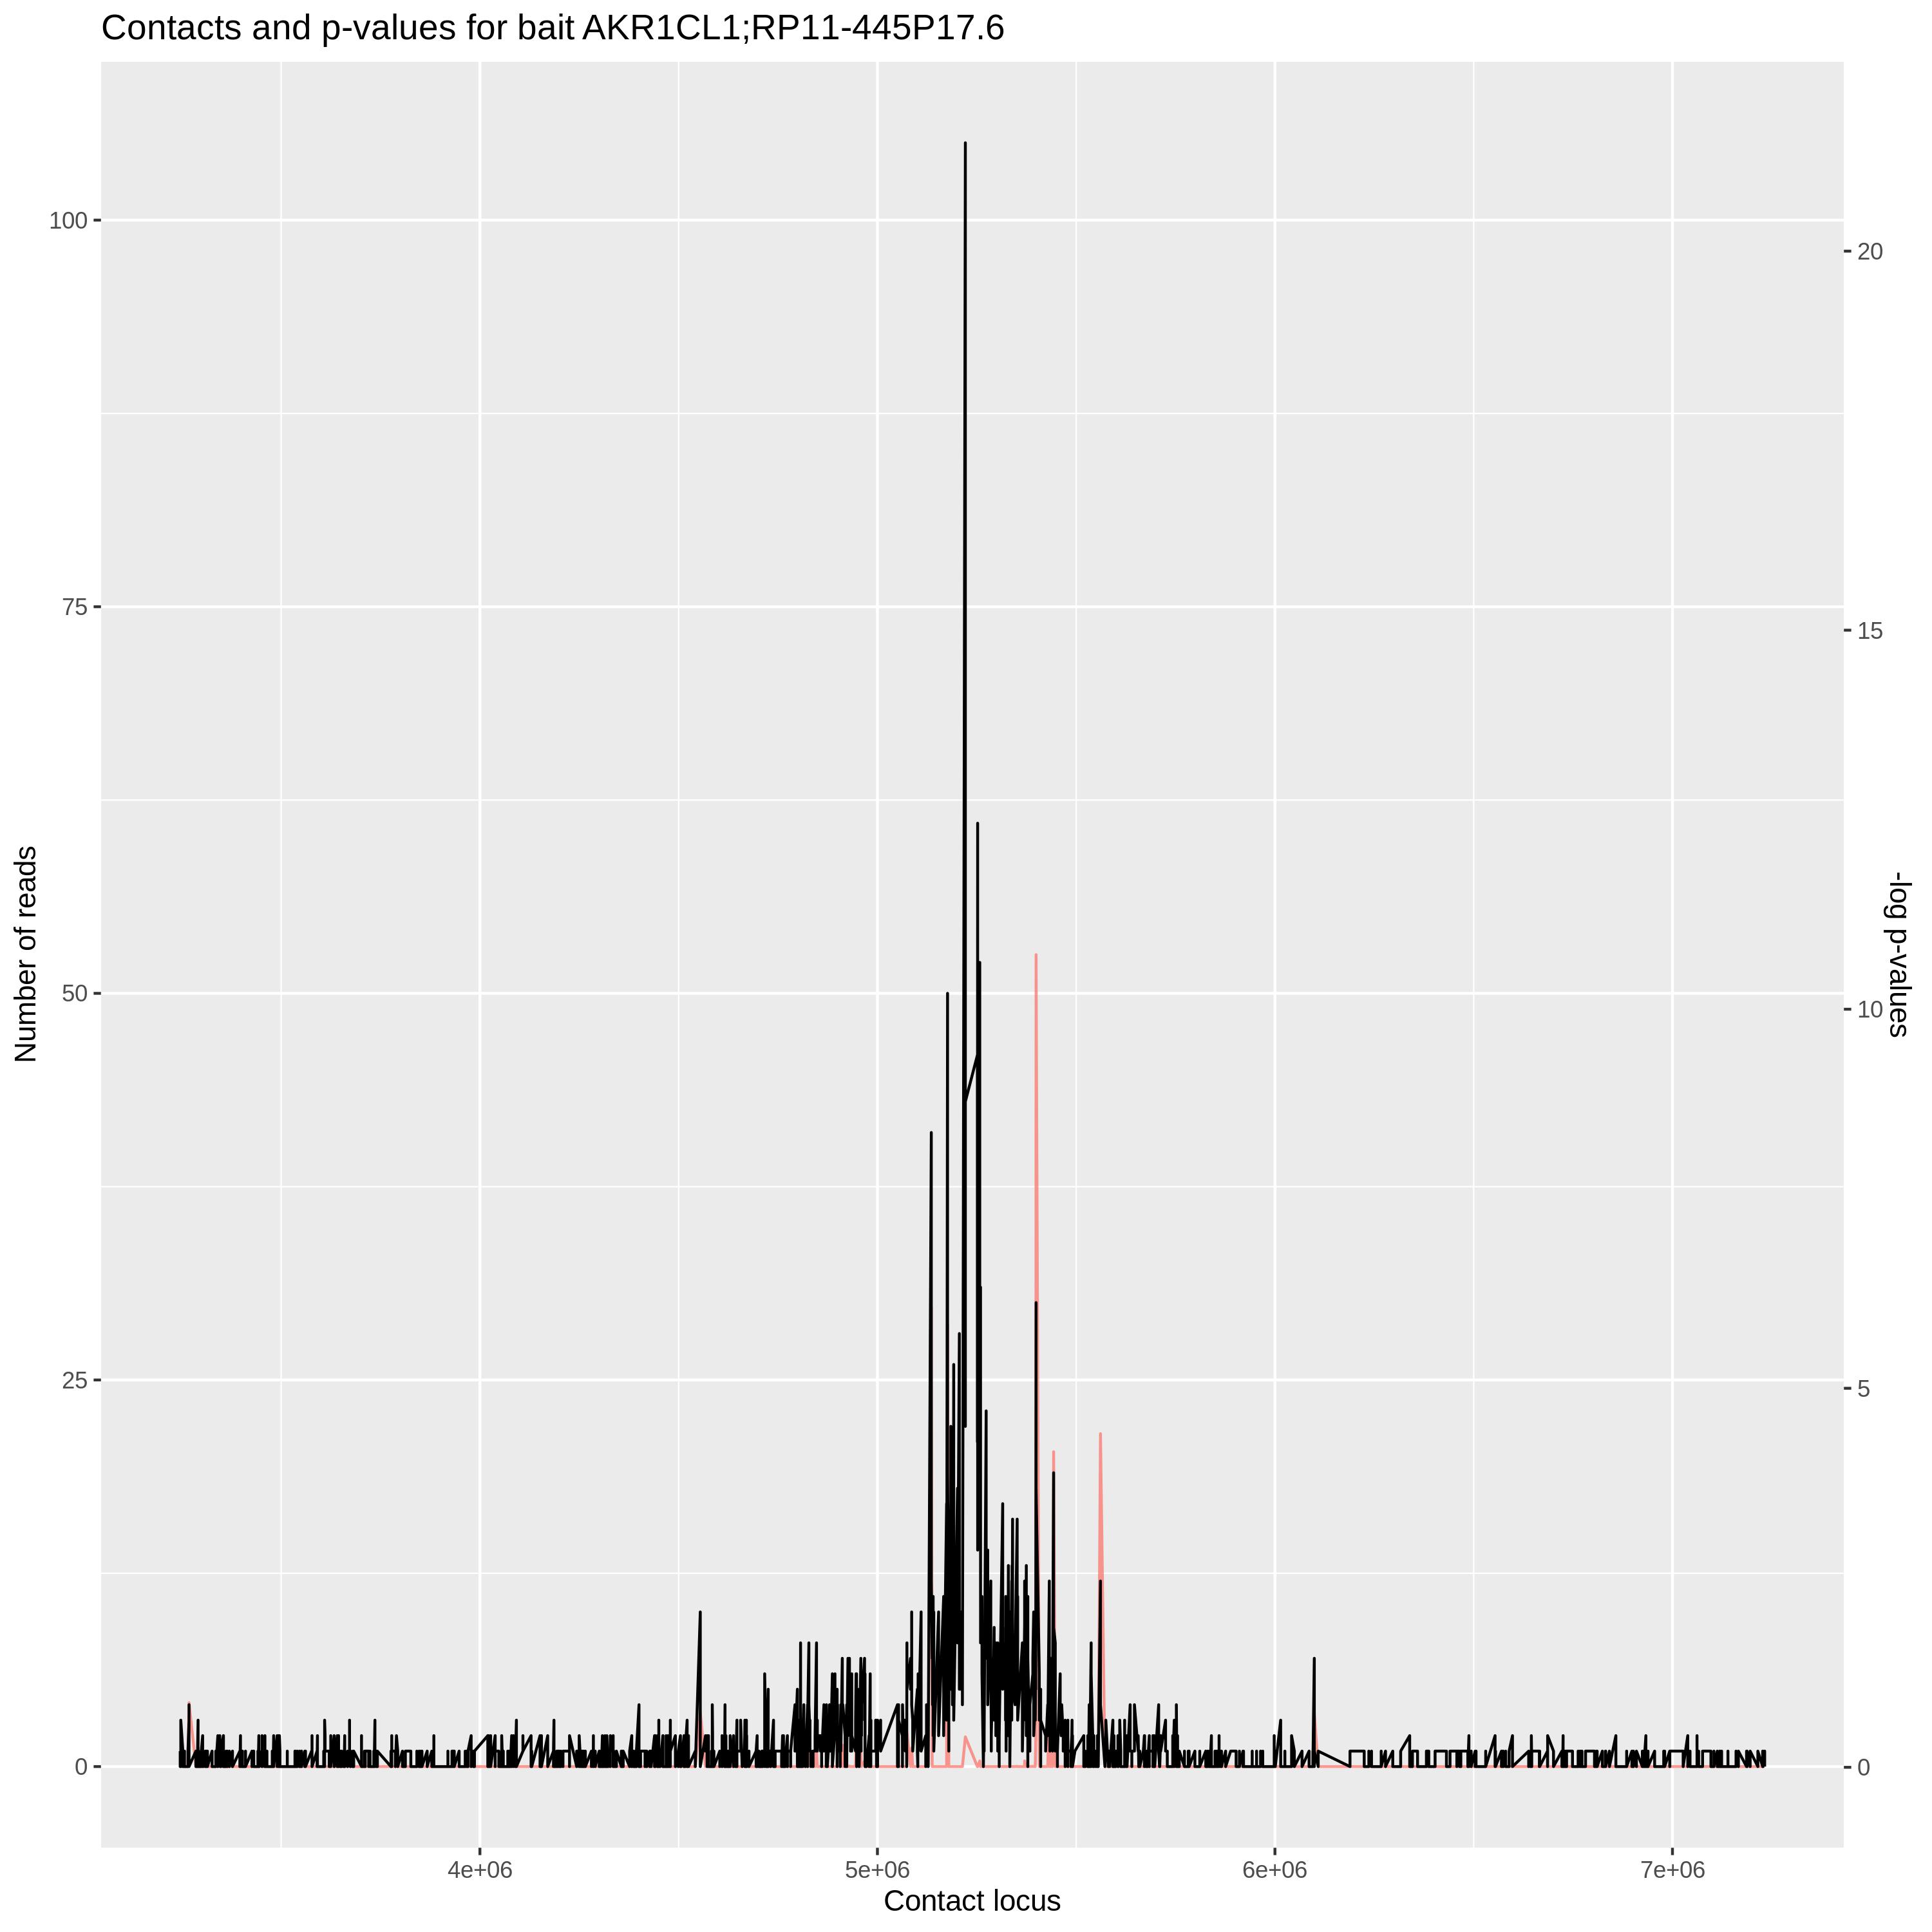 Contacts and p-values for bait AKR1CL1;RP11-445P17.6
Number of reads
100
75
50
25
0
20
15
10
5
0
-log p-values
4e+06
5e+06
6e+06
7e+06
Contact locus